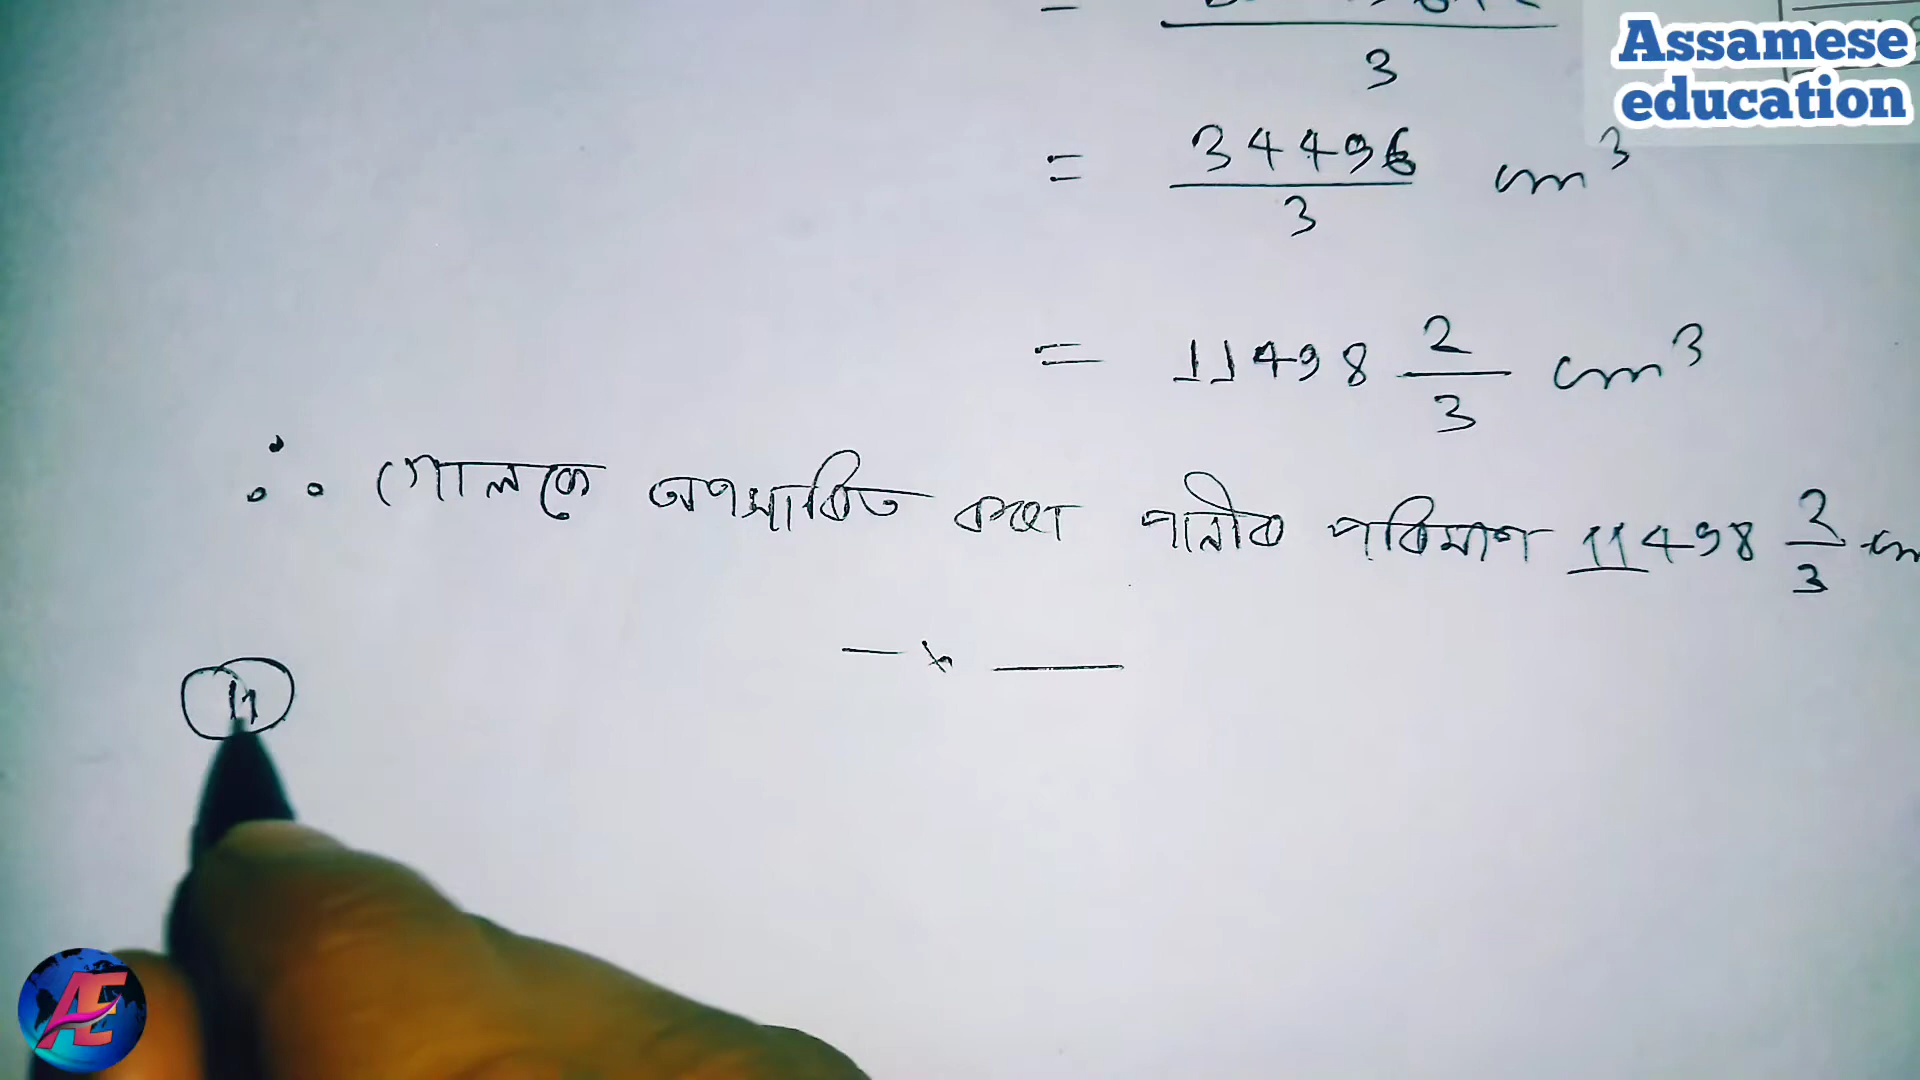 Assamese
education
3
= 34496/3 cm³
= 11498 2/3 cm³
∴ গোলকে অপসাৰিত কৰা পানীৰ পৰিমাণ 11498 2/3 cm
— x —
11
AE